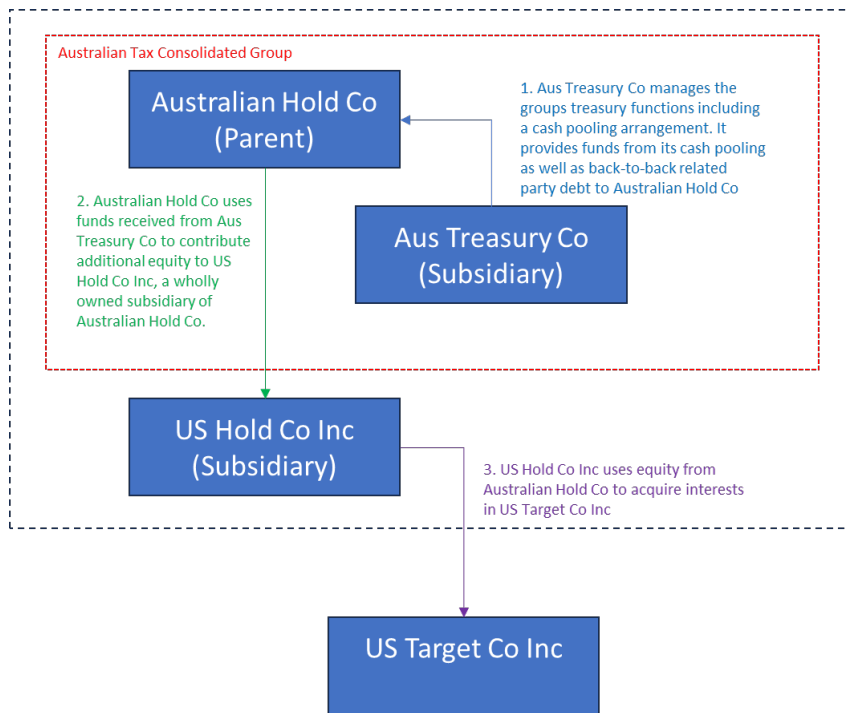 Australian Tax Consolidated Group
Australian Hold Co
(Parent)
1. Aus Treasury Co manages the
groups treasury functions including
a cash pooling arrangement. It
provides funds from its cash pooling
as well as back-to-back related
party debt to Australian Hold Co
2. Australian Hold Co uses
funds received from Aus
Treasury Co to contribute
additional equity to US
Hold Co Inc, a wholly
owned subsidiary of
Australian Hold Co.
Aus Treasury Co
(Subsidiary)
US Hold Co Inc
(Subsidiary)
3. US Hold Co Inc uses equity from
Australian Hold Co to acquire interests
in US Target Co Inc
US Target Co Inc